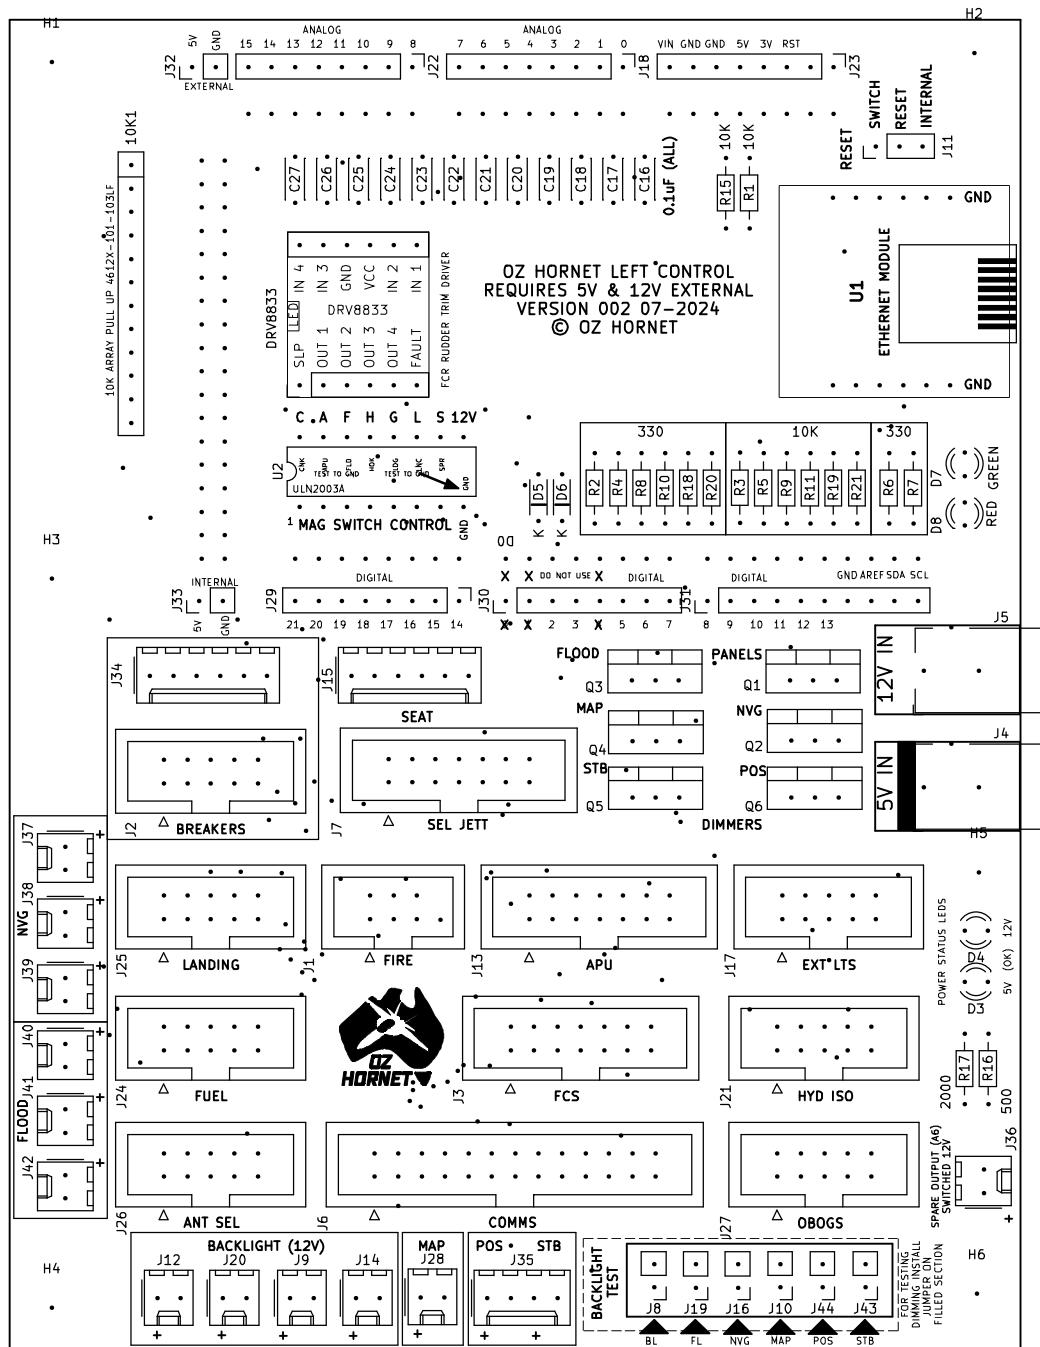 H1
H2
ANALOG
ANALOG
5V
GND
15 14 13 12 11 10 9 8
7 6 5 4 3 2 1 0
VIN GND GND 5V 3V RST
J32
J22
J18
J23
EXTERNAL
RESET
SWITCH
RESET
INTERNAL
J11
10K1
10K ARRAY PULL UP 4612X-101-103LF
C27 C26 C25 C24 C23 C22 C21 C20 C19 C18 C17 C16
0.1uF (ALL)
10K 10K
R15 R1
GND
U1
ETHERNET MODULE
GND
DRV8833
IN 4 IN 3 GND VCC IN 2 IN 1
LED
DRV8833
SLP OUT 1 OUT 2 OUT 3 OUT 4 FAULT
FCR RUDDER TRIM DRIVER
OZ HORNET LEFT CONTROL
REQUIRES 5V & 12V EXTERNAL
VERSION 002 07-2024
© OZ HORNET
C A F H G L S 12V
U2
CNK APU FLD HOK LDG LNC SPR GND
TEST TO GND TEST TO GND
ULN2003A
1
MAG SWITCH CONTROL
GND
D5 D6
K K
330 10K 330
R2 R4 R8 R10 R18 R20
R3 R5 R9 R11 R19 R21
R6 R7
D7
GREEN
D8
RED
H3
D0
X X DO NOT USE X DIGITAL
INTERNAL
DIGITAL
DIGITAL
GND AREF SDA SCL
J33
J29
J30
J31
5V
GND
21 20 19 18 17 16 15 14
X X 2 3 X 5 6 7
8 9 10 11 12 13
J5
12V IN
J34
J15
SEAT
FLOOD
Q3
PANELS
Q1
MAP
Q4
NVG
Q2
STB
Q5
POS
Q6
DIMMERS
J4
5V IN
H5
J2
BREAKERS
J7
SEL JETT
J37
+
J38
+
NVG
J39
+
J25
LANDING
J1
FIRE
J13
APU
J17
EXT LTS
POWER STATUS LEDS
12V
D4
5V (OK)
D3
J40
+
J41
+
FLOOD
J42
+
J24
FUEL
OZ
HORNET
J3
FCS
J21
HYD ISO
R17 R16
2000
500
J36
SPARE OUTPUT (A6)
SWITCHED 12V
+
J26
ANT SEL
J6
COMMS
J27
OBOGS
H4
H6
BACKLIGHT (12V)
J12 J20 J9 J14
+ + + +
MAP
J28
+
POS STB
J35
+ +
BACKLIGHT
TEST
J8 J19 J16 J10 J44 J43
BL FL NVG MAP POS STB
FOR TESTING
DIMMING INSTALL
JUMPER ON
FILLED SECTION